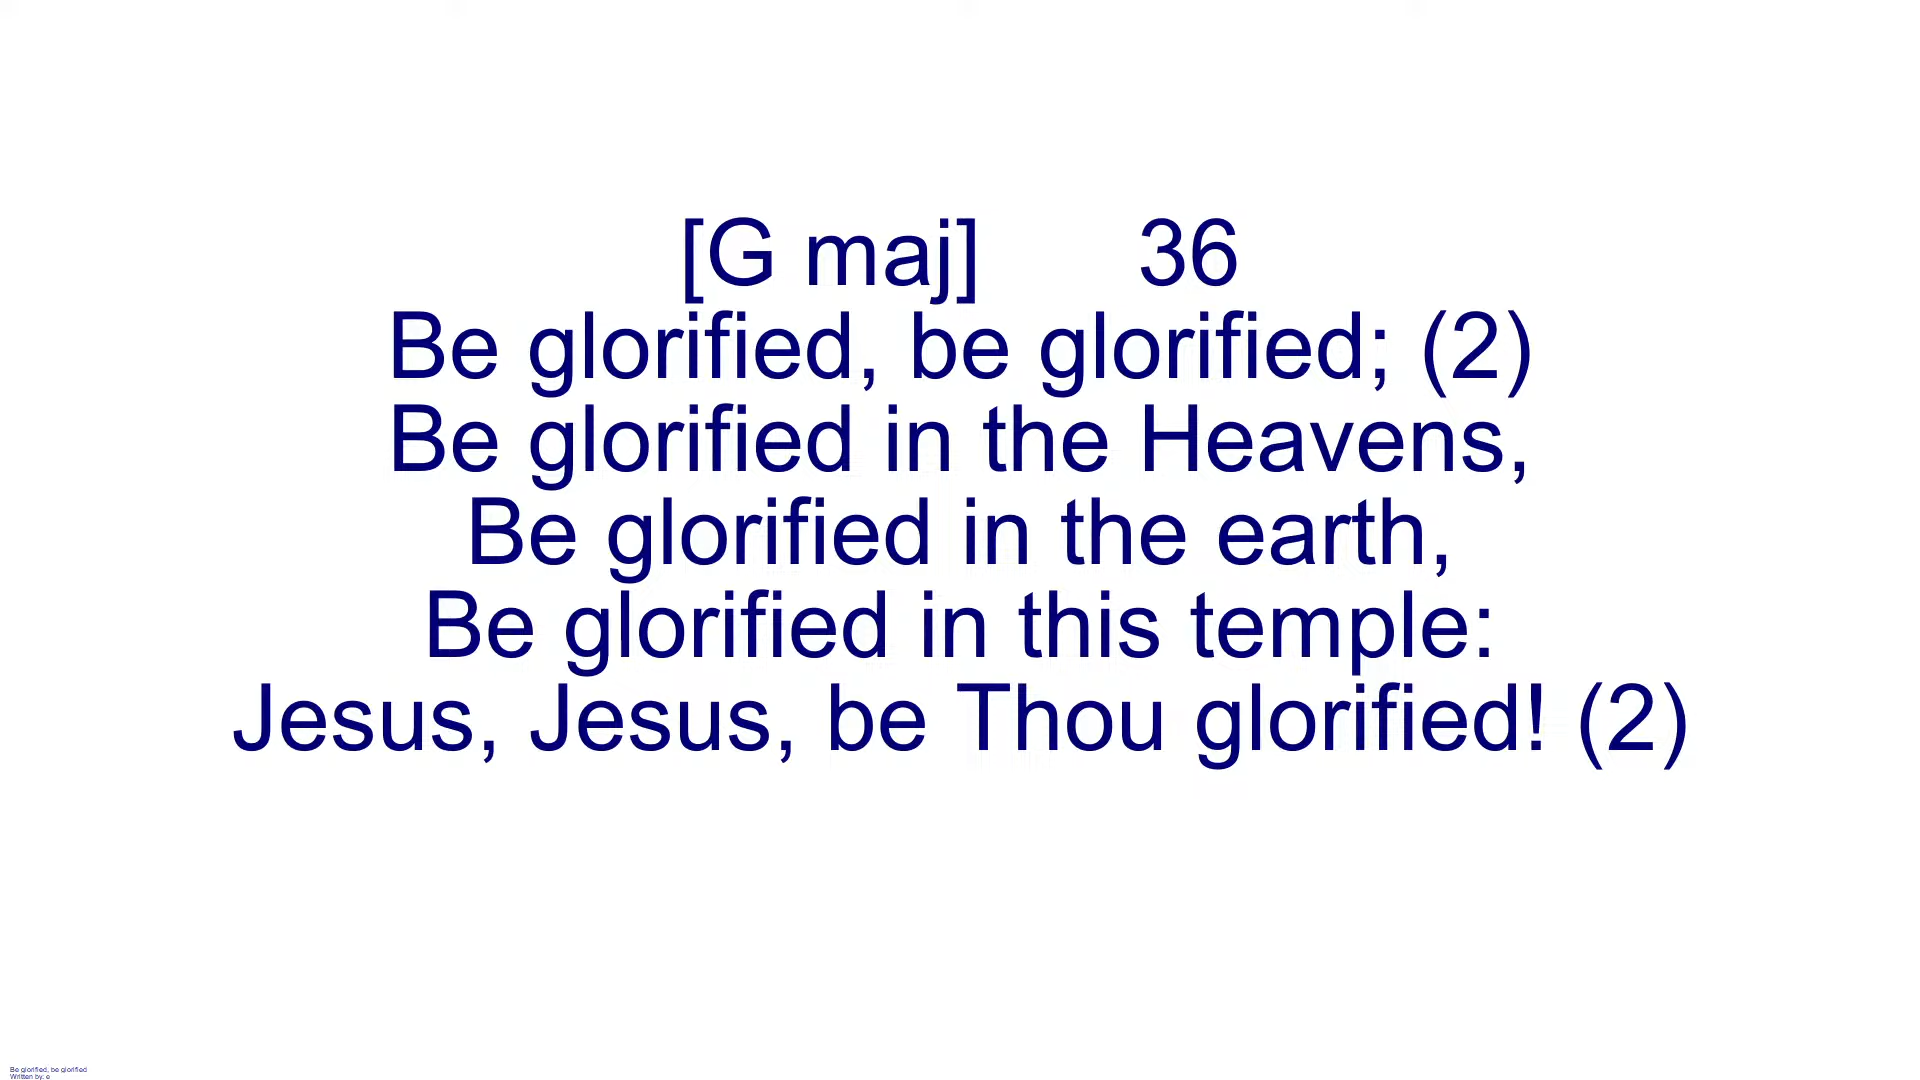 [G maj] 36
Be glorified, be glorified; (2)
Be glorified in the Heavens,
Be glorified in the earth,
Be glorified in this temple:
Jesus, Jesus, be Thou glorified! (2)
Be glorified, be glorified
Written by: e